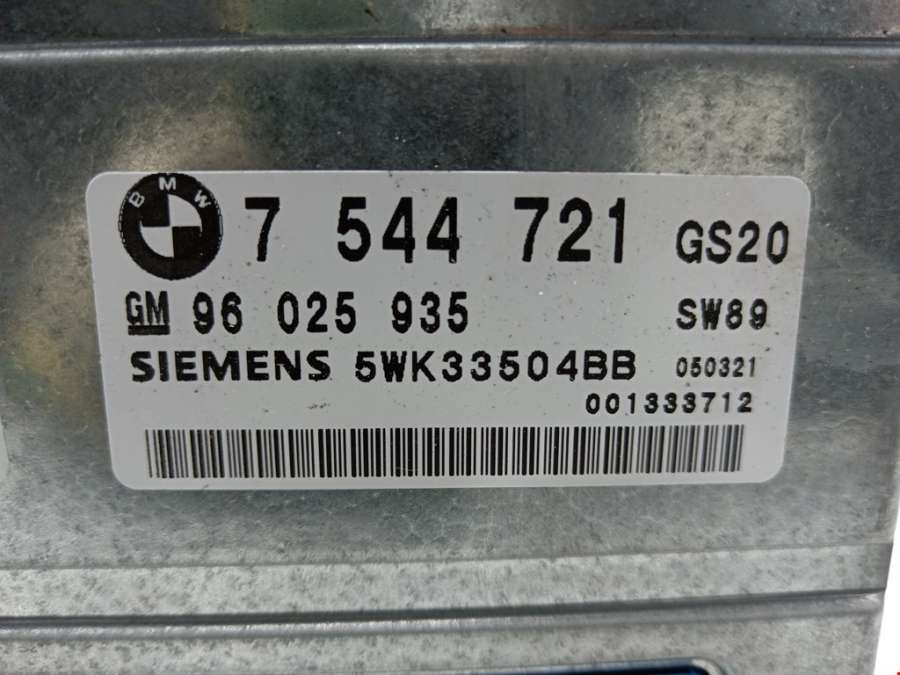 BMW 7 544 721 GS20
GM 96 025 935 SW89
SIEMENS 5WK33504BB 050321
001333712